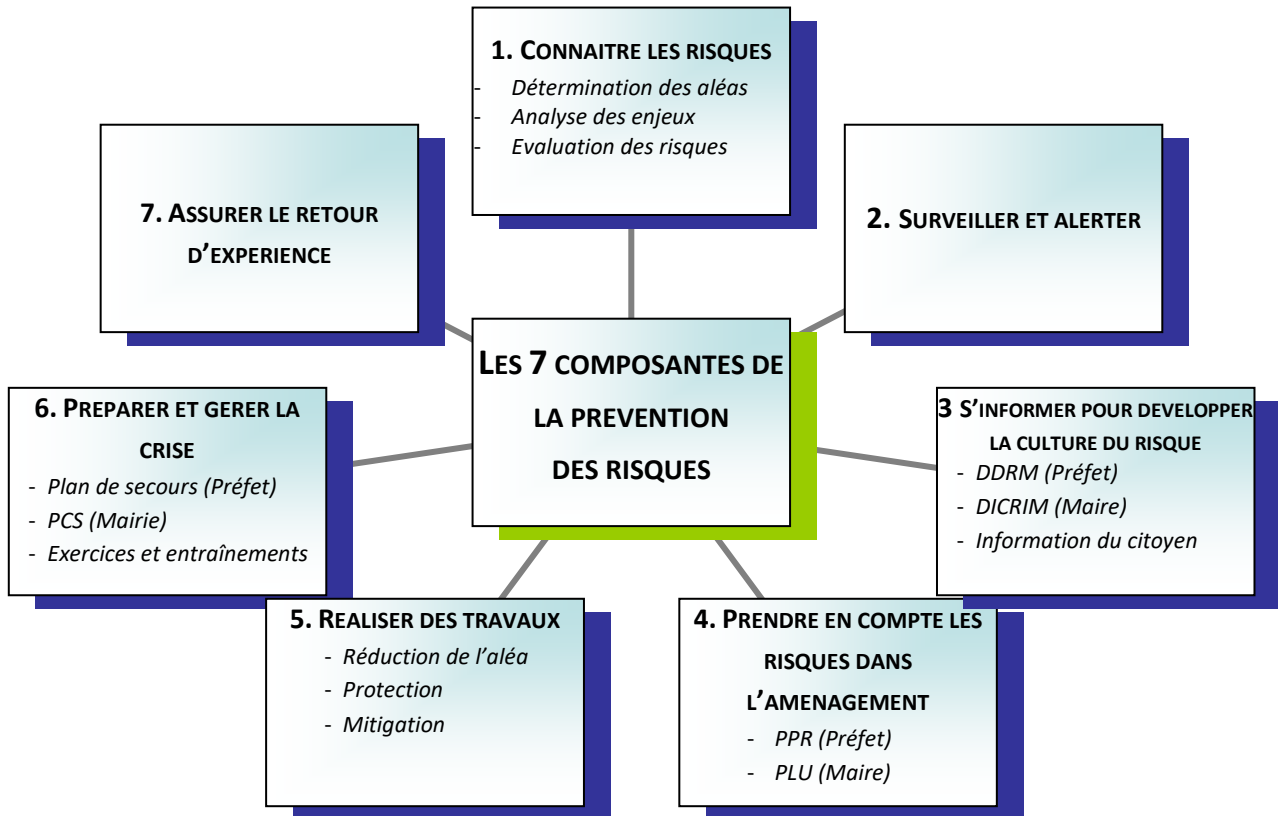 1. CONNAITRE LES RISQUES
- Détermination des aléas
- Analyse des enjeux
- Evaluation des risques
7. ASSURER LE RETOUR
D'EXPERIENCE
2. SURVEILLER ET ALERTER
LES 7 COMPOSANTES DE
LA PREVENTION
DES RISQUES
6. PREPARER ET GERER LA
CRISE
- Plan de secours (Préfet)
- PCS (Mairie)
- Exercices et entraînements
3 S'INFORMER POUR DEVELOPPER
LA CULTURE DU RISQUE
- DDRM (Préfet)
- DICRIM (Maire)
- Information du citoyen
5. REALISER DES TRAVAUX
- Réduction de l'aléa
- Protection
- Mitigation
4. PRENDRE EN COMPTE LES
RISQUES DANS
L'AMENAGEMENT
- PPR (Préfet)
- PLU (Maire)